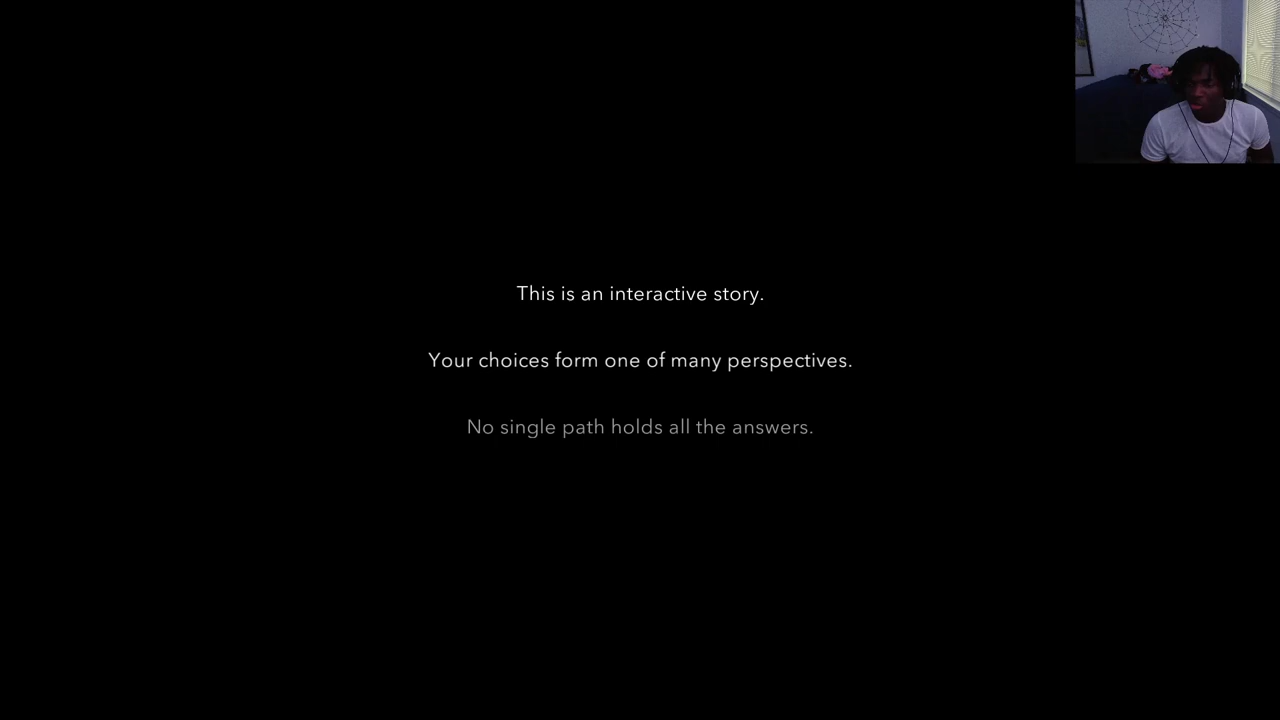 This is an interactive story.
Your choices form one of many perspectives.
No single path holds all the answers.